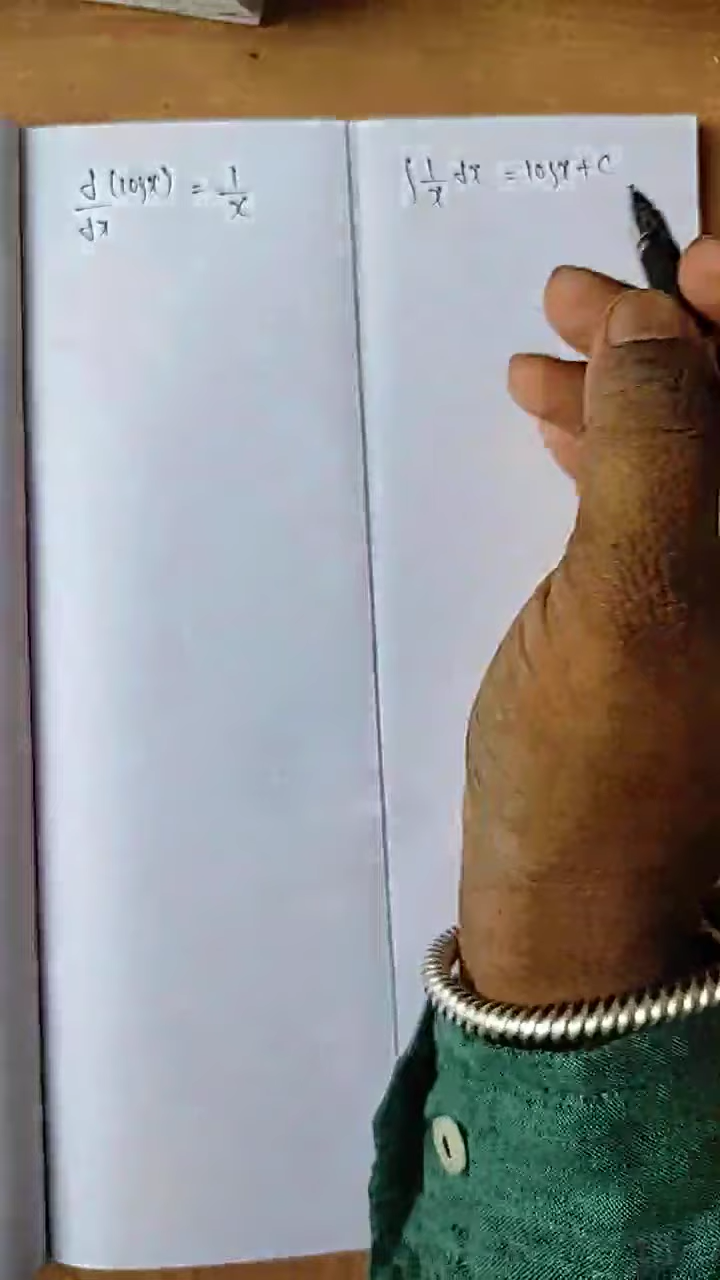 d/dx (logx) = 1/x
∫ 1/x dx = logx + c